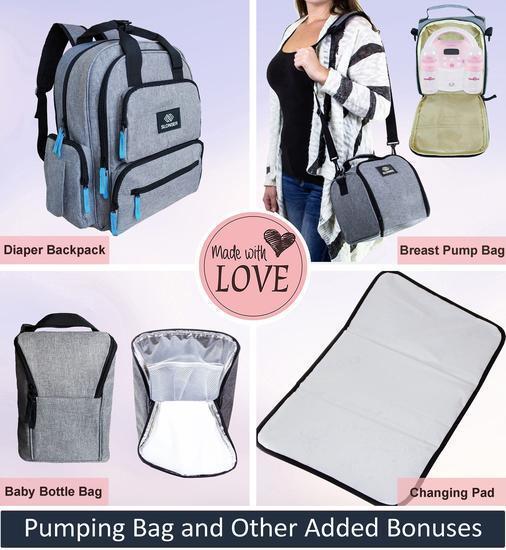 SLONSER
Diaper Backpack
Breast Pump Bag
Made with
LOVE
Baby Bottle Bag
Changing Pad
Pumping Bag and Other Added Bonuses